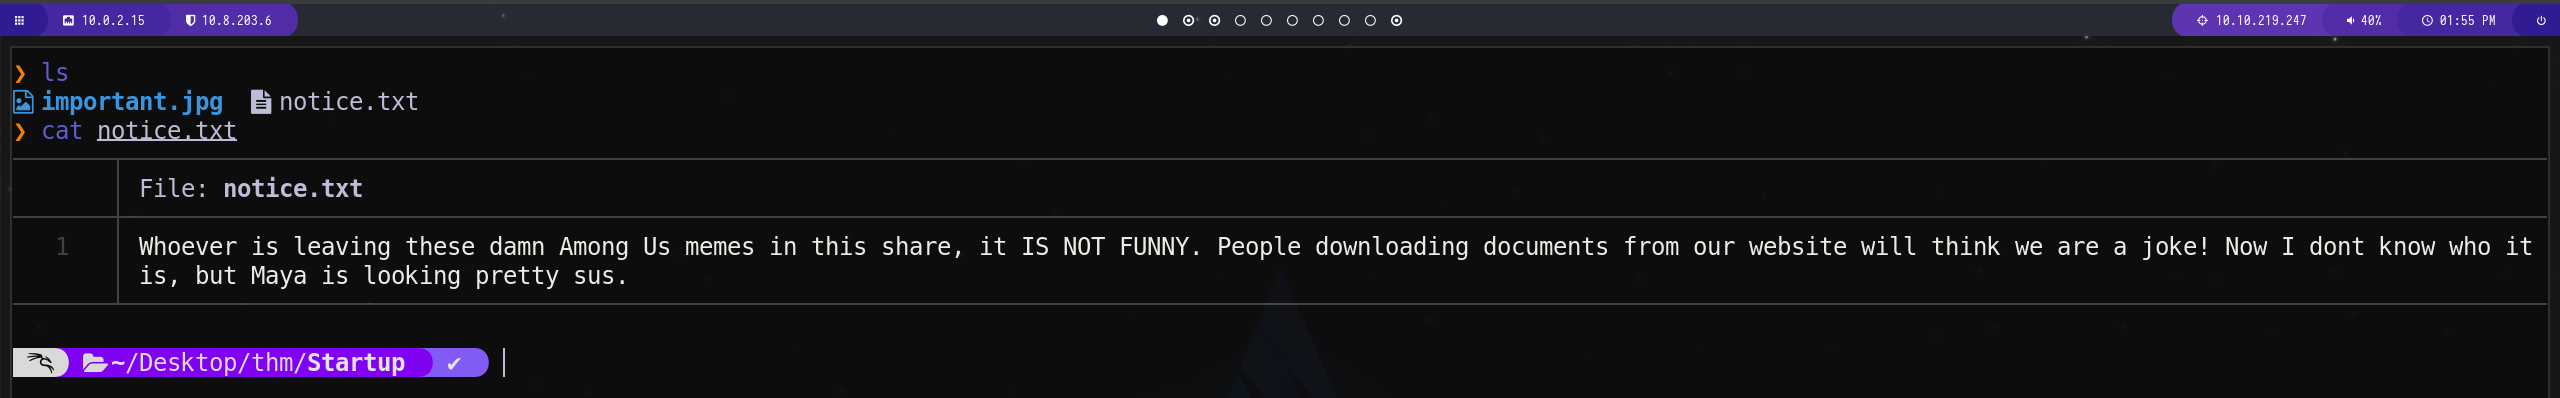 10.0.2.15 10.8.203.6 10.10.219.247 40% 01:55 PM
❯ ls
important.jpg notice.txt
❯ cat notice.txt
File: notice.txt
1 Whoever is leaving these damn Among Us memes in this share, it IS NOT FUNNY. People downloading documents from our website will think we are a joke! Now I dont know who it
is, but Maya is looking pretty sus.
~/Desktop/thm/Startup ✔